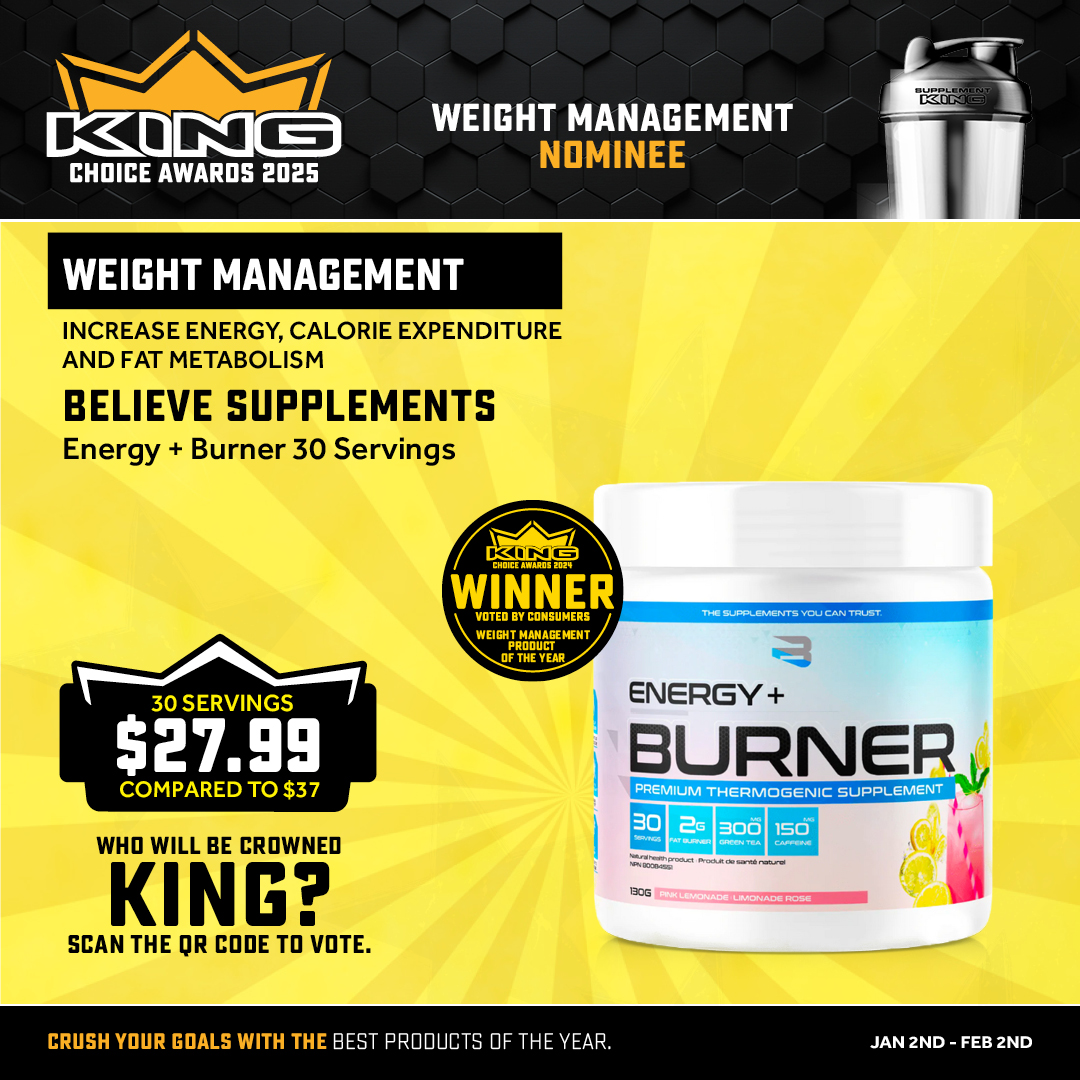 KING
CHOICE AWARDS 2025
WEIGHT MANAGEMENT
NOMINEE
SUPPLEMENT
KING
WEIGHT MANAGEMENT
INCREASE ENERGY, CALORIE EXPENDITURE
AND FAT METABOLISM
BELIEVE SUPPLEMENTS
Energy + Burner 30 Servings
KING
CHOICE AWARDS 2024
WINNER
VOTED BY CONSUMERS
WEIGHT MANAGEMENT
PRODUCT
OF THE YEAR
THE SUPPLEMENTS YOU CAN TRUST.
ENERGY+
BURNER
PREMIUM THERMOGENIC SUPPLEMENT
30 SERVINGS
2G FAT BURNER
300MG GREEN TEA
150MG CAFFEINE
Natural health product · Produit de santé naturel
NPN 80084551
130G PINK LEMONADE · LIMONADE ROSE
30 SERVINGS
$27.99
COMPARED TO $37
WHO WILL BE CROWNED
KING?
SCAN THE QR CODE TO VOTE.
CRUSH YOUR GOALS WITH THE BEST PRODUCTS OF THE YEAR.
JAN 2ND - FEB 2ND